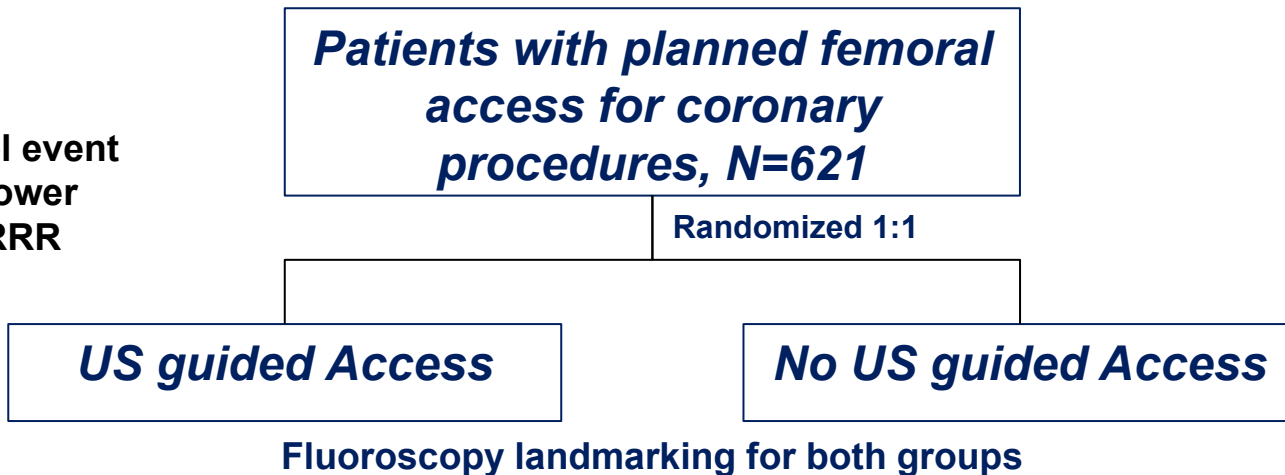 Patients with planned femoral
access for coronary
procedures, N=621
event
RRR
Randomized 1:1
US guided Access
No US guided Access
Fluoroscopy landmarking for both groups